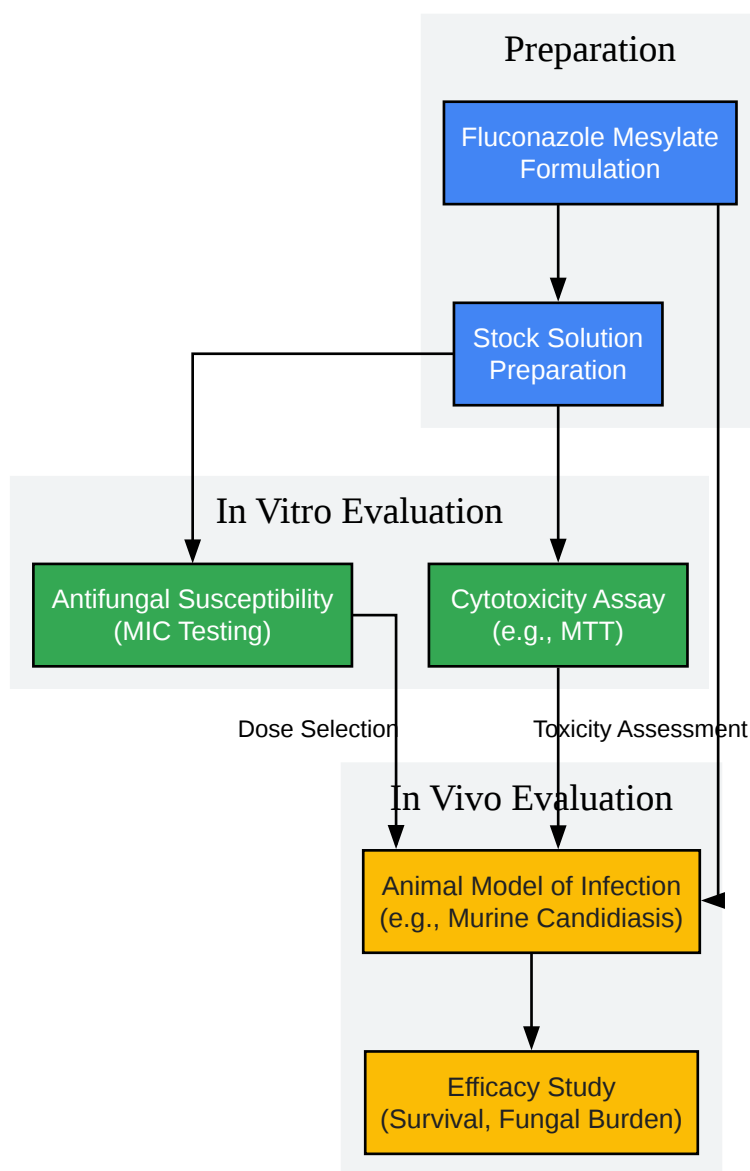 Preparation
Fluconazole Mesylate
Formulation
Stock Solution
Preparation
In Vitro Evaluation
Antifungal Susceptibility
(MIC Testing)
Cytotoxicity Assay
(e.g., MTT)
Dose Selection
Toxicity Assessment
In Vivo Evaluation
Animal Model of Infection
(e.g., Murine Candidiasis)
Efficacy Study
(Survival, Fungal Burden)